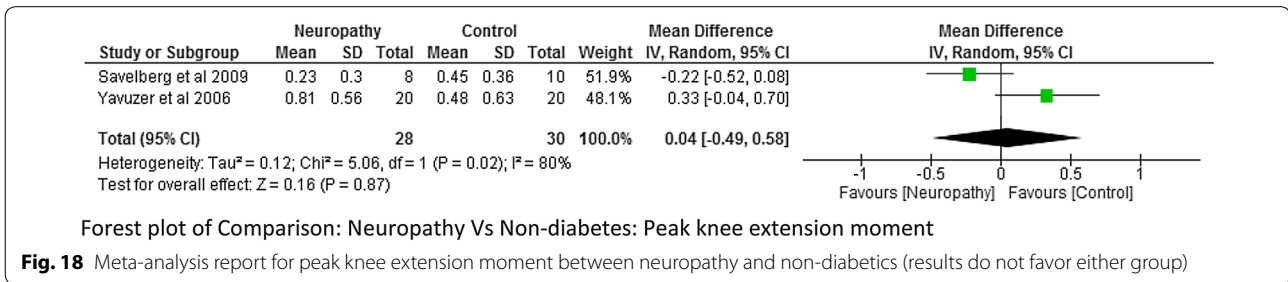 Neuropathy Control Mean Difference Mean Difference
Study or Subgroup Mean SD Total Mean SD Total Weight IV, Random, 95% CI IV, Random, 95% CI
Savelberg et al 2009 0.23 0.3 8 0.45 0.36 10 51.9% -0.22 [-0.52, 0.08]
Yavuzer et al 2006 0.81 0.56 20 0.48 0.63 20 48.1% 0.33 [-0.04, 0.70]
Total (95% CI) 28 30 100.0% 0.04 [-0.49, 0.58]
Heterogeneity: Tau² = 0.12; Chi² = 5.06, df = 1 (P = 0.02); I² = 80%
Test for overall effect: Z = 0.16 (P = 0.87)
-1 -0.5 0 0.5 1
Favours [Neuropathy] Favours [Control]
Forest plot of Comparison: Neuropathy Vs Non-diabetes: Peak knee extension moment
Fig. 18 Meta-analysis report for peak knee extension moment between neuropathy and non-diabetics (results do not favor either group)